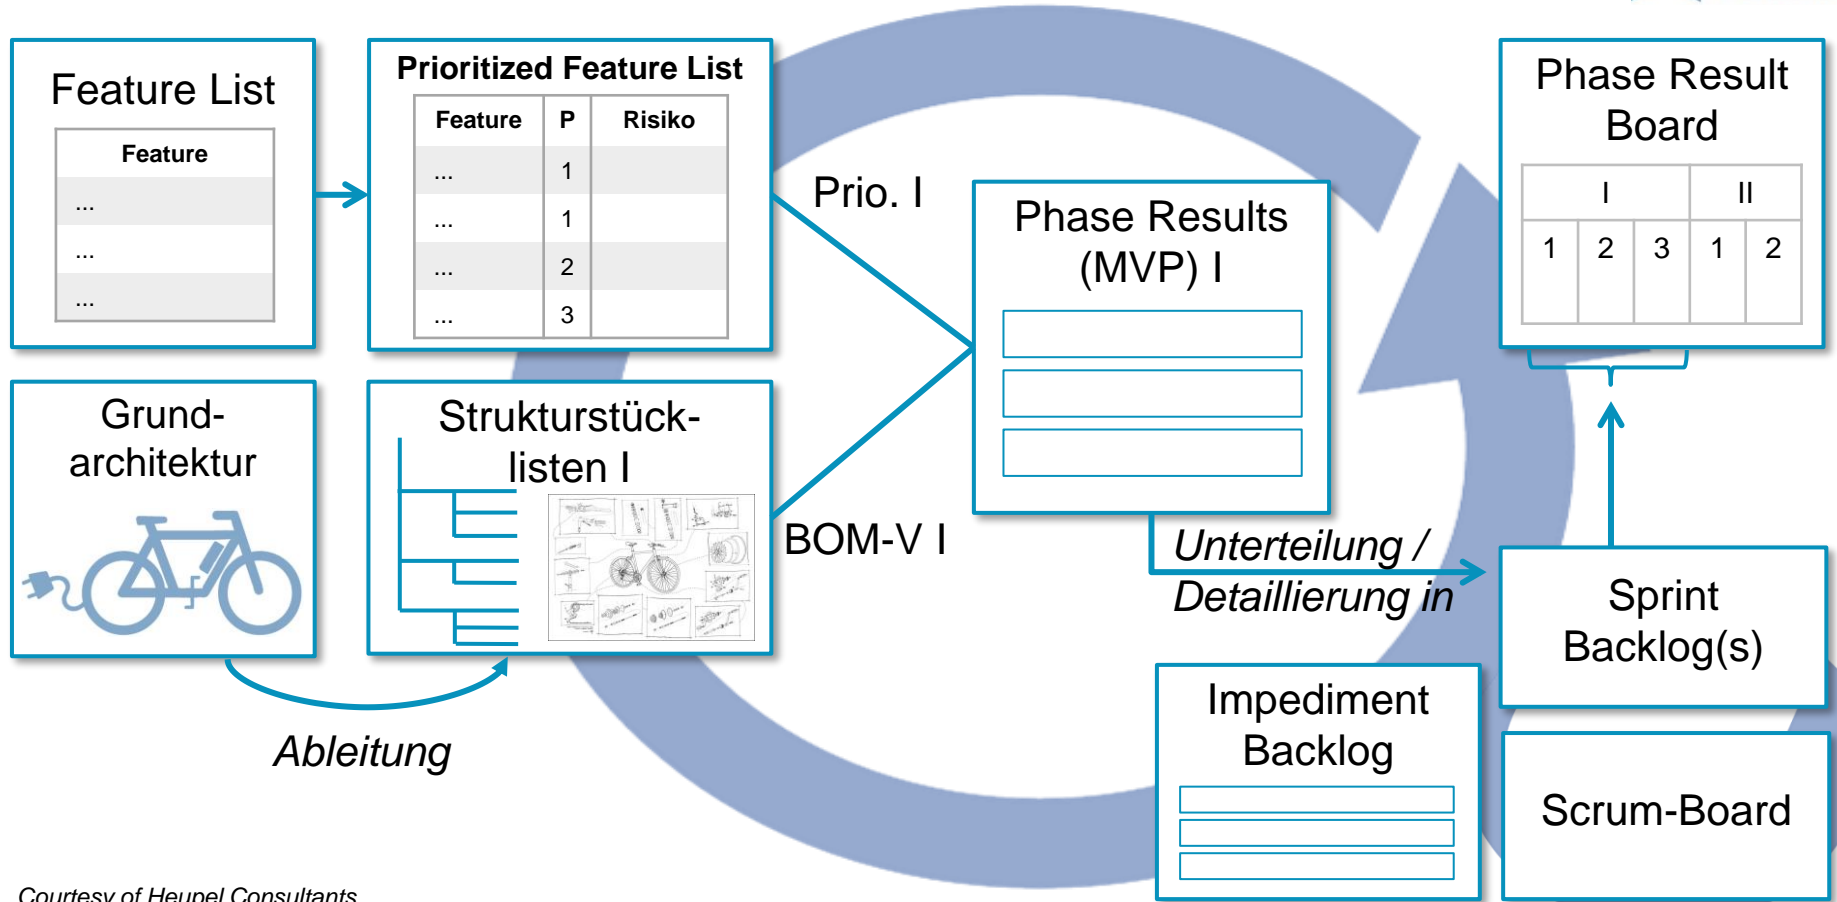 Feature List
Feature
...
...
...
Prioritized Feature List
Feature P Risiko
... 1
... 1
... 2
... 3
Prio. I
Phase Results
(MVP) I
Phase Result
Board
I II
1 2 3 1 2
Grund-
architektur
Strukturstück-
listen I
BOM-V I
Unterteilung /
Detaillierung in
Sprint
Backlog(s)
Ableitung
Impediment
Backlog
Scrum-Board
Courtesy of Heupel Consultants